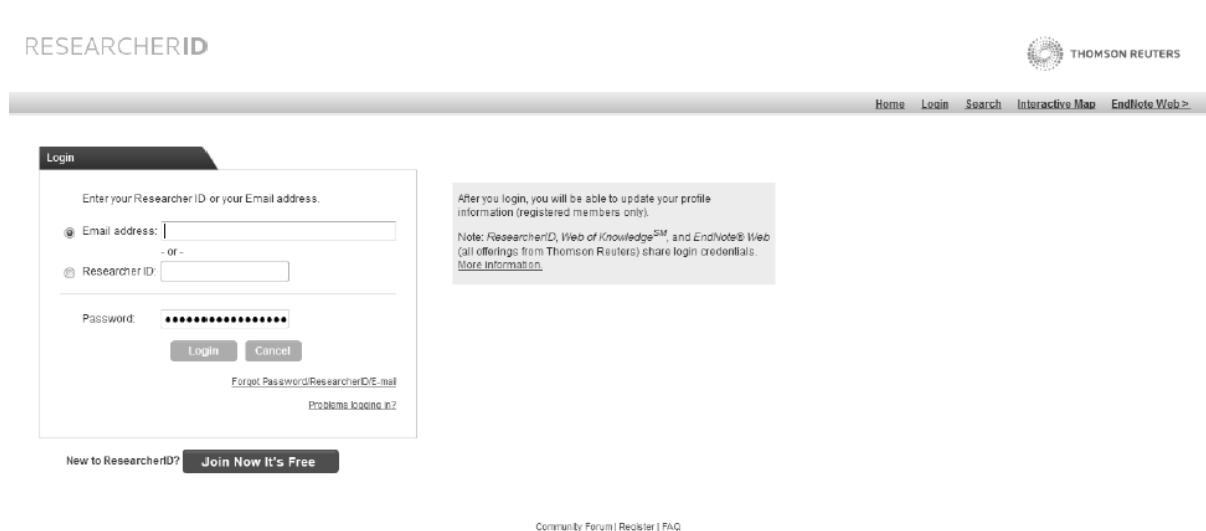 RESEARCHERID
THOMSON REUTERS
Home Login Search Interactive Map EndNote Web >
Login
Enter your Researcher ID or your Email address.
Email address:
- or -
Researcher ID:
Password: •••••••••••••••••
Login Cancel
Forgot Password/ResearcherID/E-mail
Problems logging in?
New to ResearcherID? Join Now It's Free
After you login, you will be able to update your profile
information (registered members only).
Note: ResearcherID, Web of Knowledge℠, and EndNote® Web
(all offerings from Thomson Reuters) share login credentials.
More information.
Community Forum | Register | FAQ